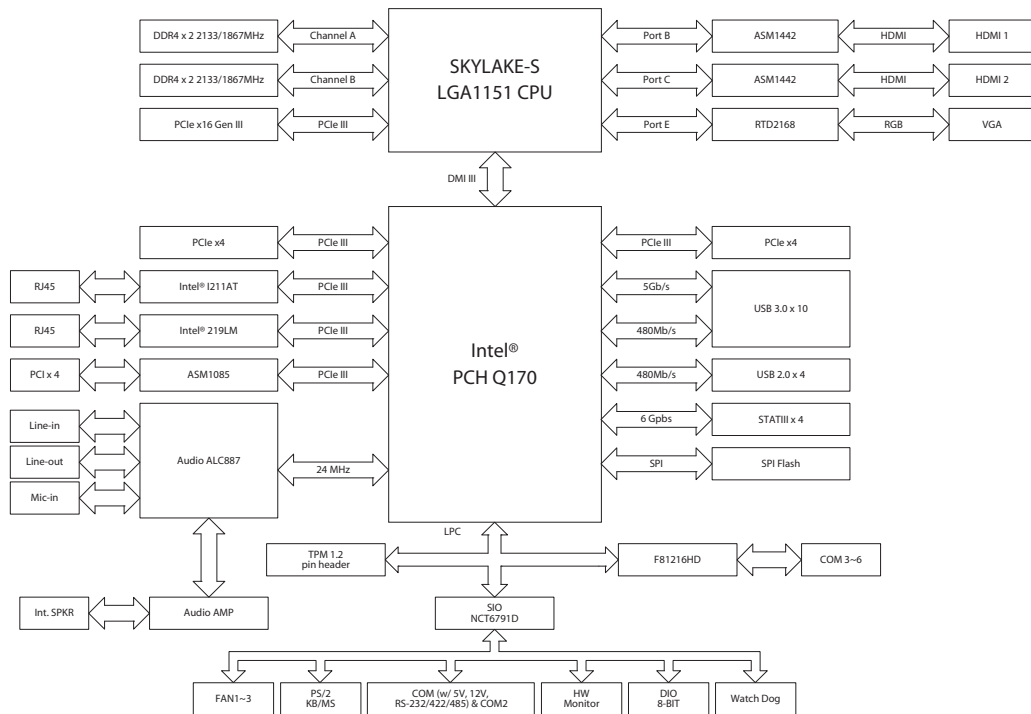 DDR4 x 2 2133/1867MHz
Channel A
SKYLAKE-S
LGA1151 CPU
Port B
ASM1442
HDMI
HDMI 1
DDR4 x 2 2133/1867MHz
Channel B
Port C
ASM1442
HDMI
HDMI 2
PCIe x16 Gen III
PCIe III
Port E
RTD2168
RGB
VGA
DMI III
PCIe x4
PCIe III
Intel®
PCH Q170
PCIe III
PCIe x4
RJ45
Intel® I211AT
PCIe III
5Gb/s
USB 3.0 x 10
RJ45
Intel® 219LM
PCIe III
480Mb/s
PCI x 4
ASM1085
PCIe III
480Mb/s
USB 2.0 x 4
Line-in
6 Gpbs
STATIII x 4
Line-out
Audio ALC887
24 MHz
SPI
SPI Flash
Mic-in
LPC
TPM 1.2
pin header
F81216HD
COM 3~6
Int. SPKR
Audio AMP
SIO
NCT6791D
FAN1~3
PS/2
KB/MS
COM (w/ 5V, 12V,
RS-232/422/485) & COM2
HW
Monitor
DIO
8-BIT
Watch Dog